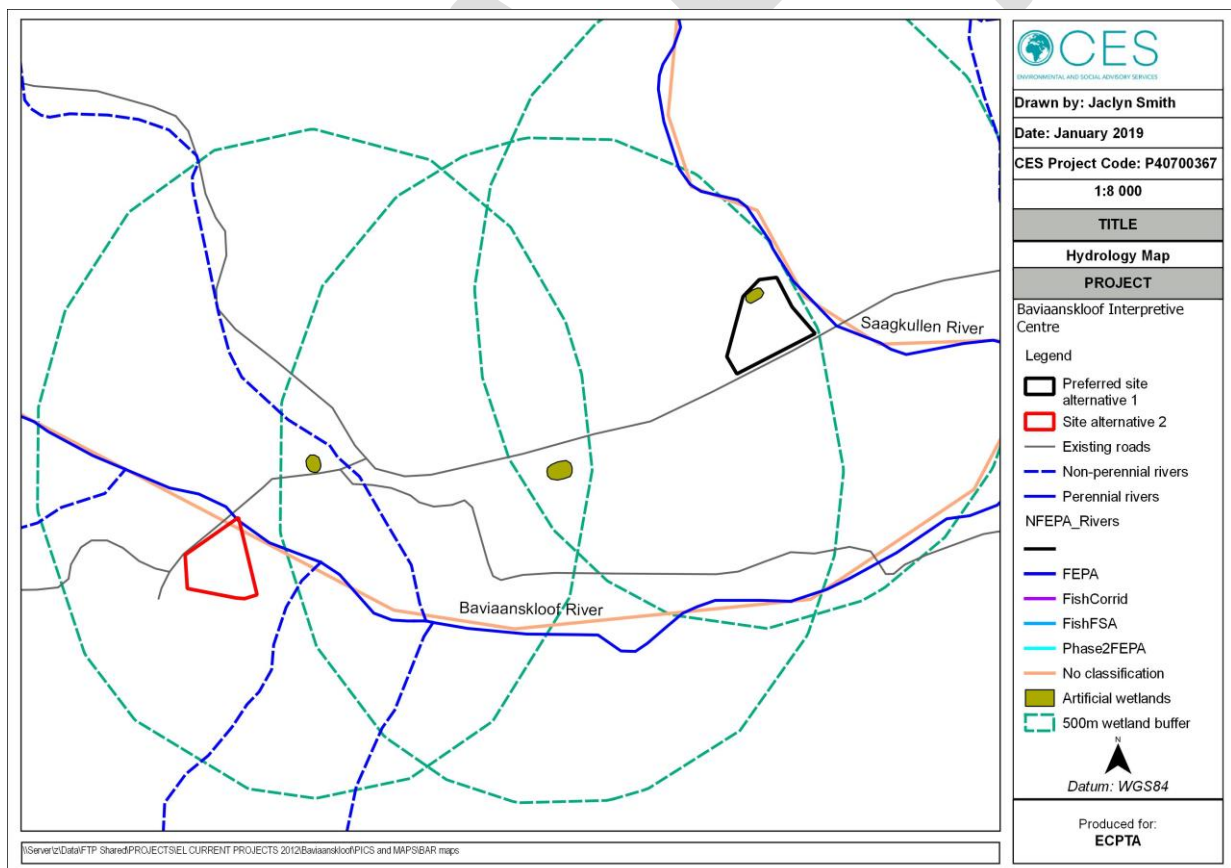 Saagkullen River
Baviaanskloof River
\\Server\z\Data\FTP Shared\PROJECTS\EL CURRENT PROJECTS 2012\Baviaanskloof\PICS and MAPS\BAR maps
CES
ENVIRONMENTAL AND SOCIAL ADVISORY SERVICES
Drawn by: Jaclyn Smith
Date: January 2019
CES Project Code: P40700367
1:8 000
TITLE
Hydrology Map
PROJECT
Baviaanskloof Interpretive
Centre
Legend
Preferred site
alternative 1
Site alternative 2
Existing roads
Non-perennial rivers
Perennial rivers
NFEPA_Rivers
FEPA
FishCorrid
FishFSA
Phase2FEPA
No classification
Artificial wetlands
500m wetland buffer
N
Datum: WGS84
Produced for:
ECPTA